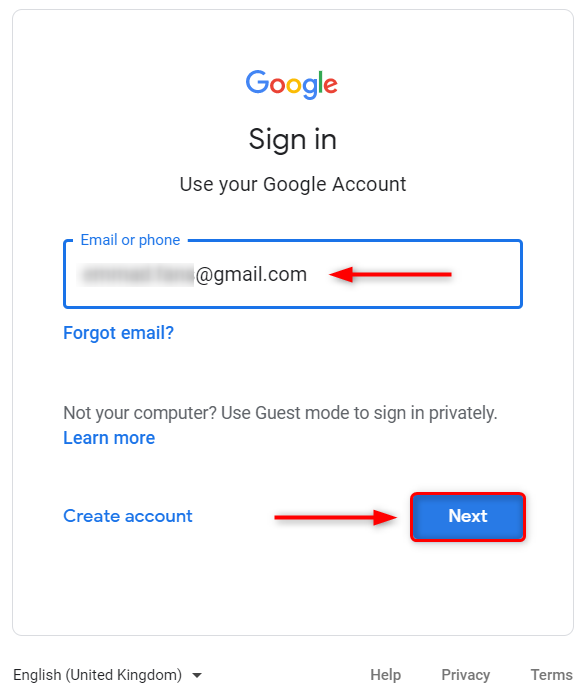 Google
Sign in
Use your Google Account
Email or phone
@gmail.com
Forgot email?
Not your computer? Use Guest mode to sign in privately.
Learn more
Create account
Next
English (United Kingdom)
Help
Privacy
Terms